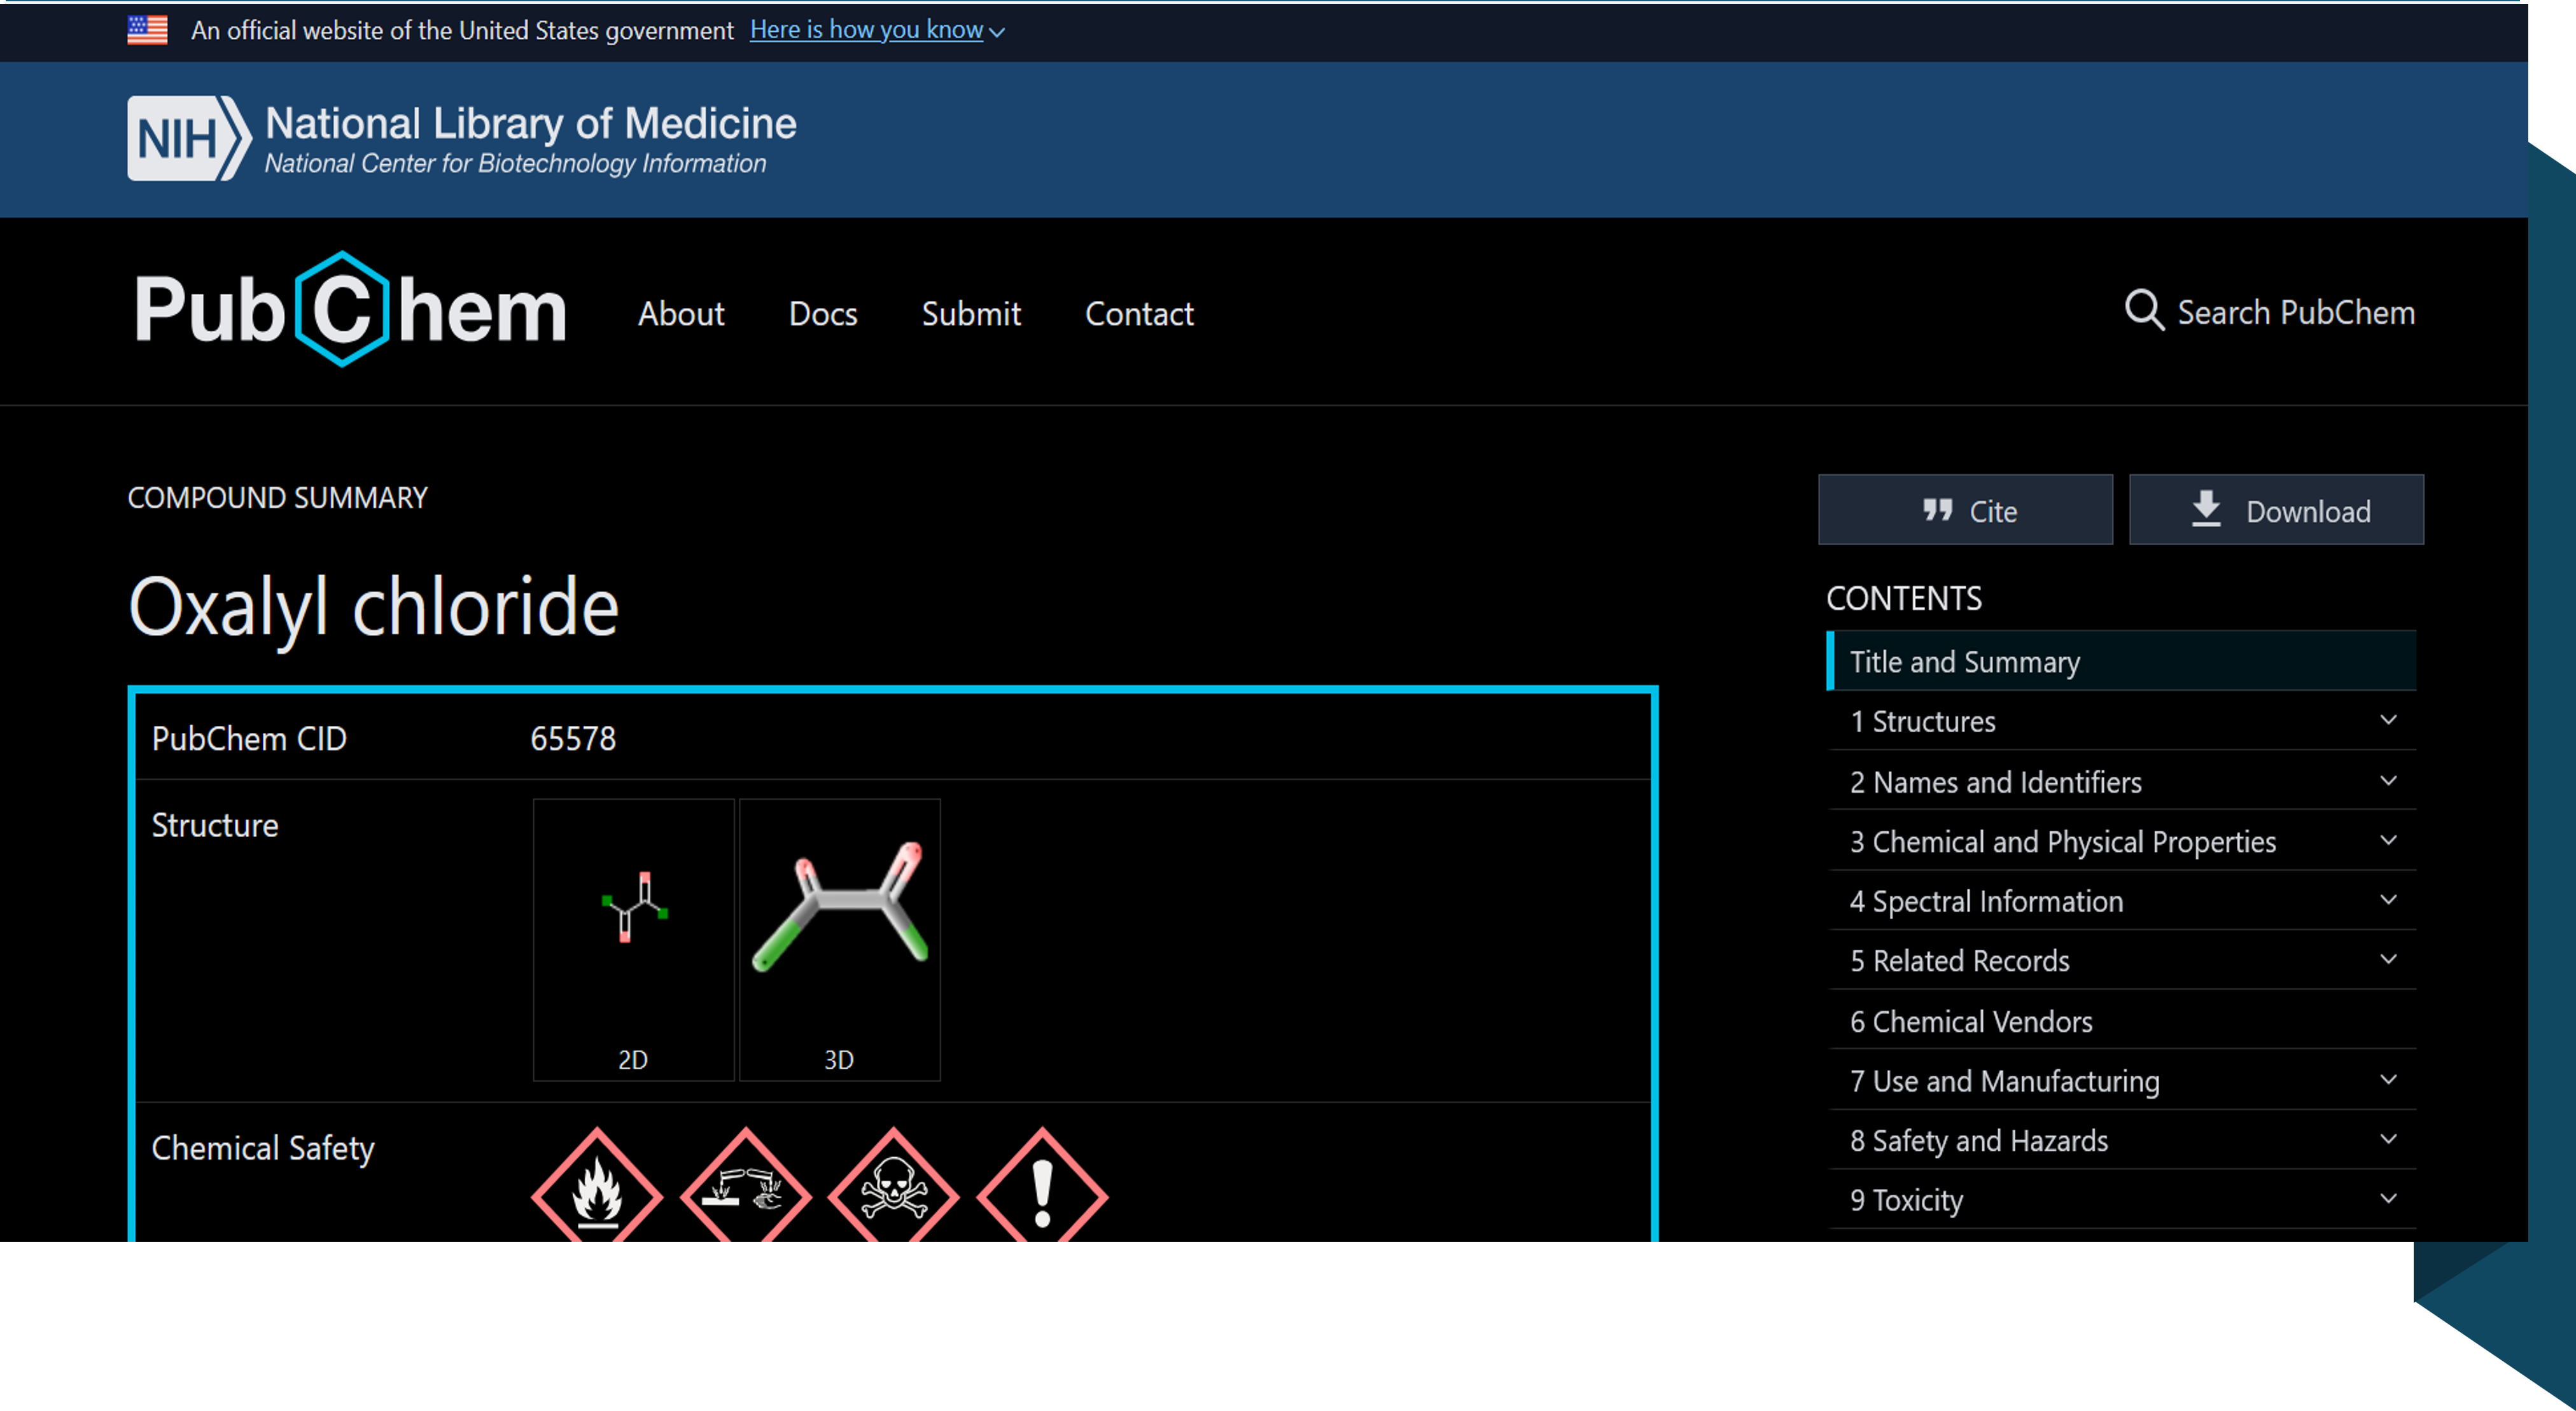 An official website of the United States government Here is how you know
NIH National Library of Medicine
National Center for Biotechnology Information
PubChem About Docs Submit Contact Search PubChem
COMPOUND SUMMARY
Cite Download
Oxalyl chloride
PubChem CID 65578
Structure
2D 3D
Chemical Safety
CONTENTS
Title and Summary
1 Structures
2 Names and Identifiers
3 Chemical and Physical Properties
4 Spectral Information
5 Related Records
6 Chemical Vendors
7 Use and Manufacturing
8 Safety and Hazards
9 Toxicity